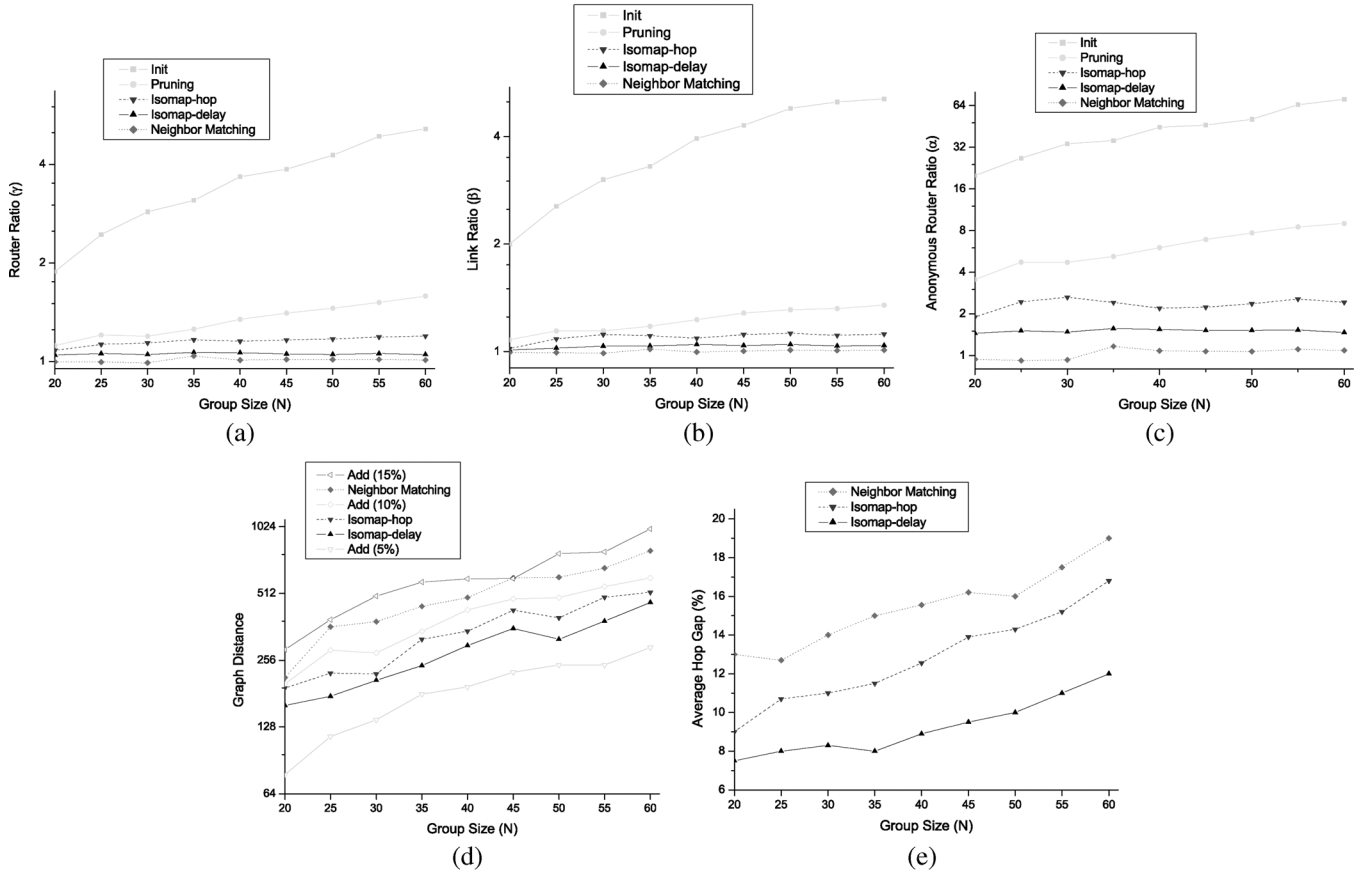 Init
Pruning
Isomap-hop
Isomap-delay
Neighbor Matching
Router Ratio (γ)
4
2
1
20 25 30 35 40 45 50 55 60
Group Size (N)
(a)
Init
Pruning
Isomap-hop
Isomap-delay
Neighbor Matching
Link Ratio (β)
4
2
1
20 25 30 35 40 45 50 55 60
Group Size (N)
(b)
Init
Pruning
Isomap-hop
Isomap-delay
Neighbor Matching
Anonymous Router Ratio (α)
64
32
16
8
4
2
1
20 30 40 50 60
Group Size (N)
(c)
Add (15%)
Neighbor Matching
Add (10%)
Isomap-hop
Isomap-delay
Add (5%)
Graph Distance
1024
512
256
128
64
20 25 30 35 40 45 50 55 60
Group Size (N)
(d)
Neighbor Matching
Isomap-hop
Isomap-delay
Average Hop Gap (%)
20
18
16
14
12
10
8
6
20 25 30 35 40 45 50 55 60
Group Size (N)
(e)